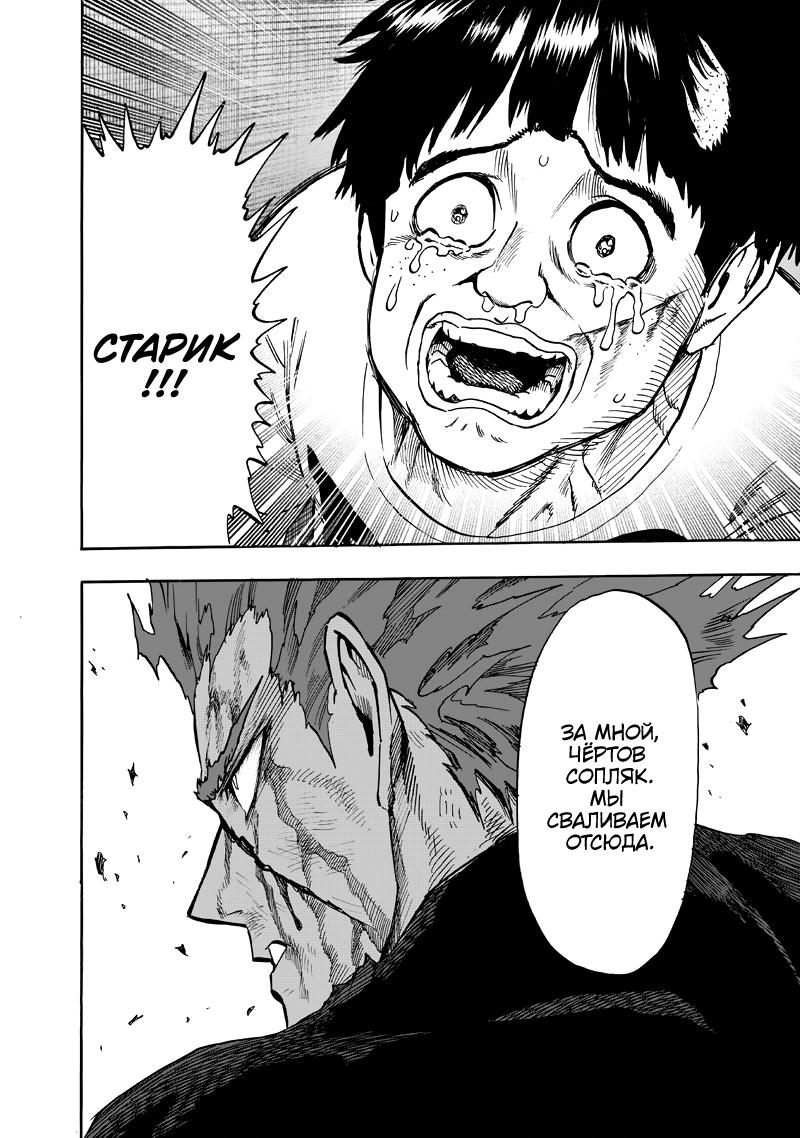 СТАРИК
!!!
ЗА МНОЙ,
ЧЁРТОВ
СОПЛЯК.
МЫ
СВАЛИВАЕМ
ОТСЮДА.